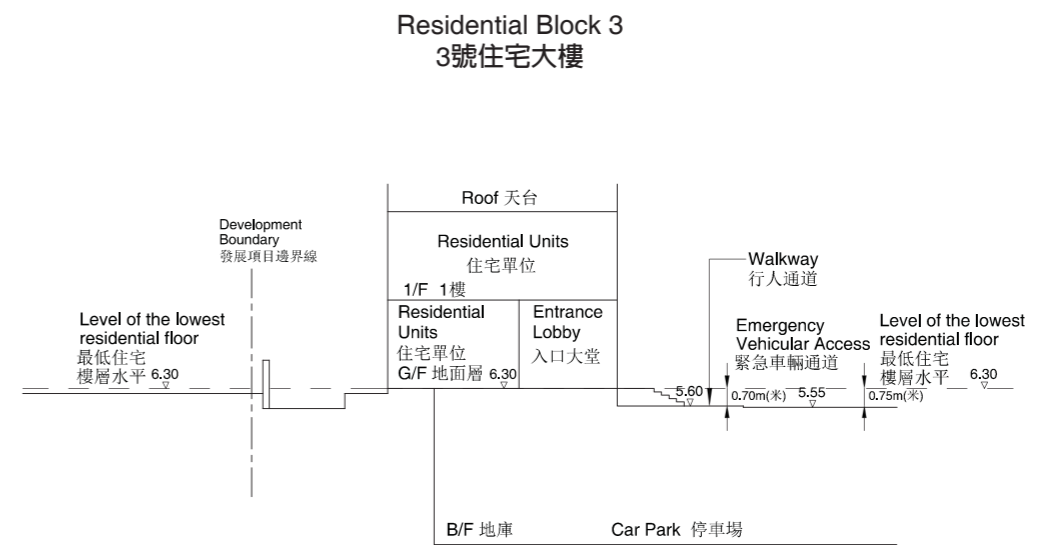 Residential Block 3
3號住宅大樓
Roof 天台
Development
Boundary
發展項目邊界線
Residential Units
住宅單位
1/F 1樓
Walkway
行人通道
Level of the lowest
residential floor
最低住宅
樓層水平 6.30
Residential
Units
住宅單位
G/F 地面層 6.30
Entrance
Lobby
入口大堂
Emergency
Vehicular Access
緊急車輛通道
Level of the lowest
residential floor
最低住宅
樓層水平 6.30
5.60
0.70m(米)
5.55
0.75m(米)
B/F 地庫
Car Park 停車場